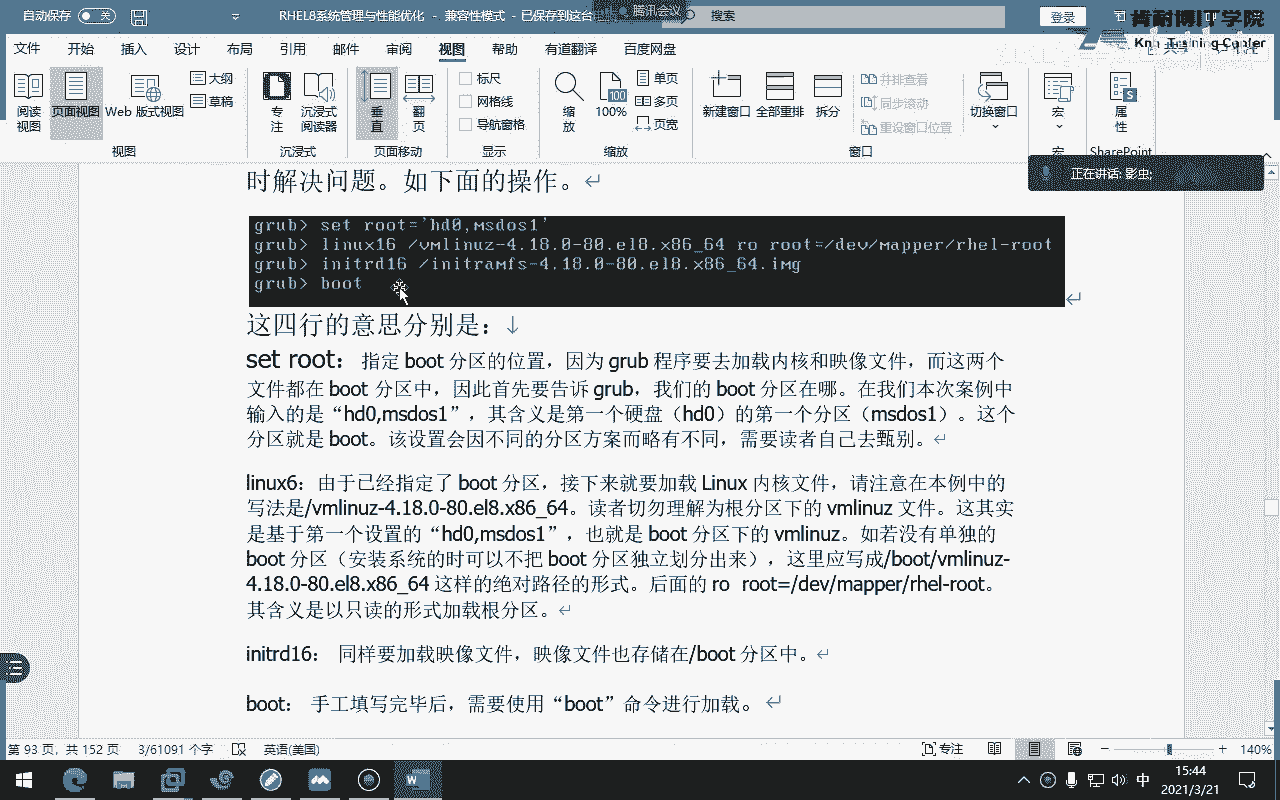 自动保存 关 RHEL8系统管理与性能优化 - 兼容性模式 - 已保存到这台 腾讯会议 搜索 登录 肯耐博IT学院
文件 开始 插入 设计 布局 引用 邮件 审阅 视图 帮助 有道翻译 百度网盘
阅读视图 页面视图 Web 版式视图 大纲 草稿 专注 沉浸式阅读器 垂直 翻页 标尺 网格线 导航窗格 缩放 100% 单页 多页 页宽 新建窗口 全部重排 拆分 并排查看 同步滚动 重设窗口位置 切换窗口 宏 属性
视图 沉浸式 页面移动 显示 缩放 窗口 宏 SharePoint
正在讲话: 影虫;
时解决问题。如下面的操作。
grub> set root='hd0,msdos1'
grub> linux16 /vmlinuz-4.18.0-80.el8.x86_64 ro root=/dev/mapper/rhel-root
grub> initrd16 /initramfs-4.18.0-80.el8.x86_64.img
grub> boot
这四行的意思分别是：
set root：指定 boot 分区的位置，因为 grub 程序要去加载内核和映像文件，而这两个
文件都在 boot 分区中，因此首先要告诉 grub，我们的 boot 分区在哪。在我们本次案例中
输入的是“hd0,msdos1”，其含义是第一个硬盘（hd0）的第一个分区（msdos1）。这个
分区就是 boot。该设置会因不同的分区方案而略有不同，需要读者自己去甄别。
linux6：由于已经指定了 boot 分区，接下来就要加载 Linux 内核文件，请注意在本例中的
写法是/vmlinuz-4.18.0-80.el8.x86_64。读者切勿理解为根分区下的 vmlinuz 文件。这其实
是基于第一个设置的“hd0,msdos1”，也就是 boot 分区下的 vmlinuz。如若没有单独的
boot 分区（安装系统的时可以不把 boot 分区独立划分出来），这里应写成/boot/vmlinuz-
4.18.0-80.el8.x86_64 这样的绝对路径的形式。后面的 ro root=/dev/mapper/rhel-root。
其含义是以只读的形式加载根分区。
initrd16： 同样要加载映像文件，映像文件也存储在/boot 分区中。
boot： 手工填写完毕后，需要使用“boot”命令进行加载。
第 93 页，共 152 页 3/61091 个字 英语(美国) 专注 140%
中 15:44
2021/3/21